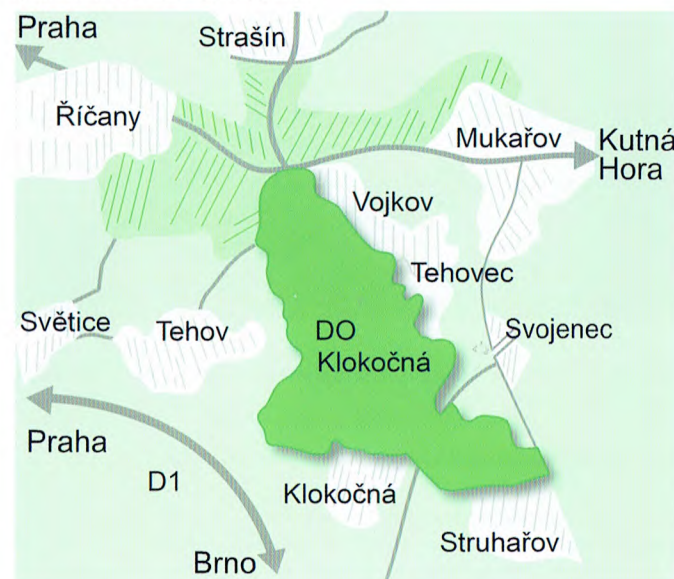 Praha
Strašín
Říčany
Mukařov
Kutná
Hora
Vojkov
Tehovec
Světice
Tehov
DO
Klokočná
Svojenec
Praha
D1
Klokočná
Brno
Struhařov